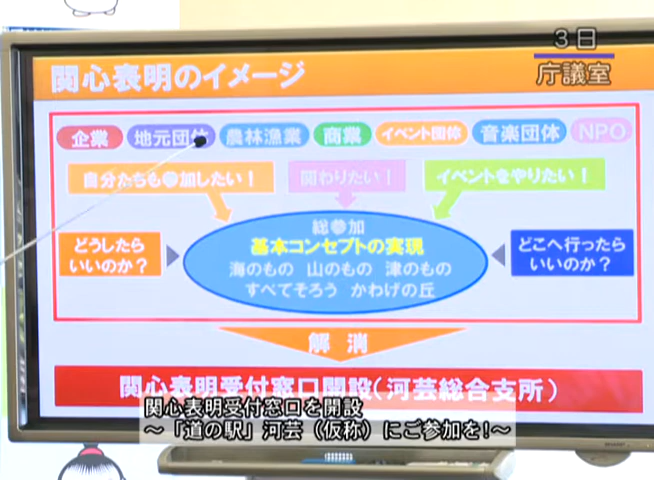 3日
庁議室
関心表明のイメージ
企業 地元団体 農林漁業 商業 イベント団体 音楽団体 NPO
自分たちも参加したい！ 関わりたい！ イベントをやりたい！
総参加
基本コンセプトの実現
どうしたら
いいのか？
海のもの 山のもの 津のもの
すべてそろう かわげの丘
どこへ行ったら
いいのか？
解 消
関心表明受付窓口開設（河芸総合支所）
関心表明受付窓口を開設
～「道の駅」河芸（仮称）にご参加を!～